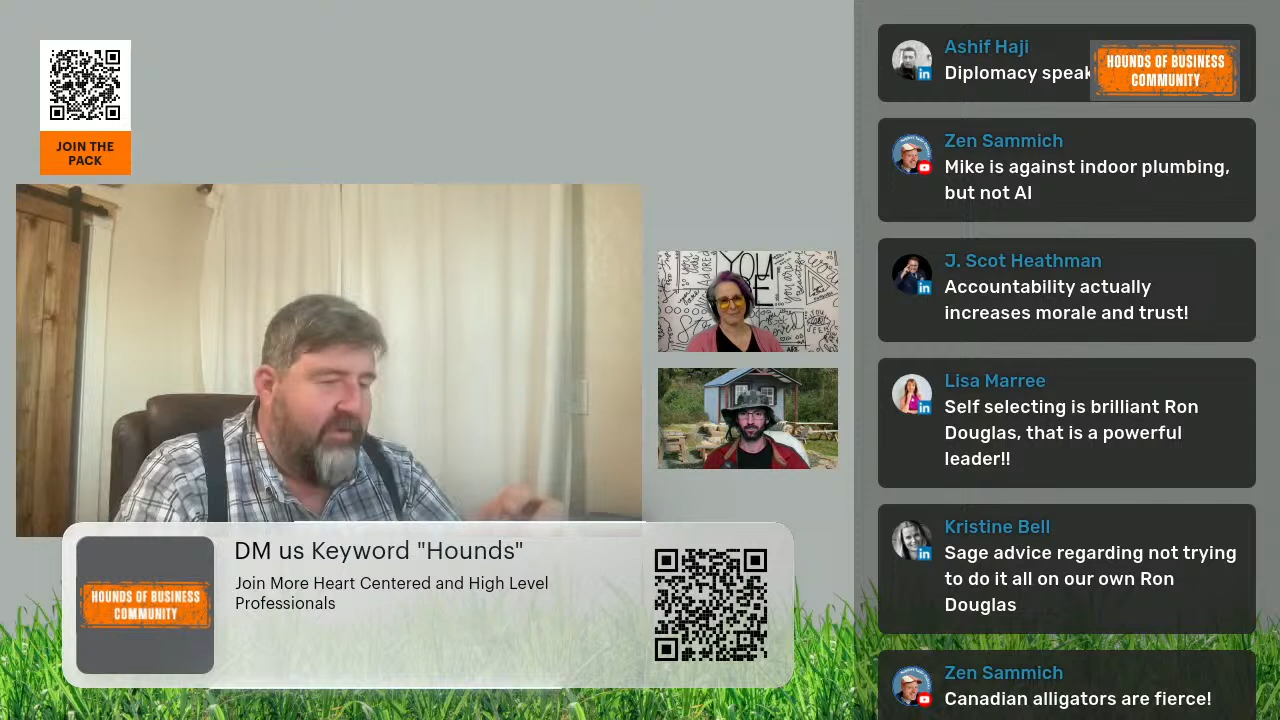 JOIN THE
PACK
YOU
DM us Keyword "Hounds"
Join More Heart Centered and High Level
Professionals
HOUNDS OF BUSINESS
COMMUNITY
Ashif Haji
Diplomacy speak
HOUNDS OF BUSINESS
COMMUNITY
Zen Sammich
Mike is against indoor plumbing,
but not AI
J. Scot Heathman
Accountability actually
increases morale and trust!
Lisa Marree
Self selecting is brilliant Ron
Douglas, that is a powerful
leader!!
Kristine Bell
Sage advice regarding not trying
to do it all on our own Ron
Douglas
Zen Sammich
Canadian alligators are fierce!